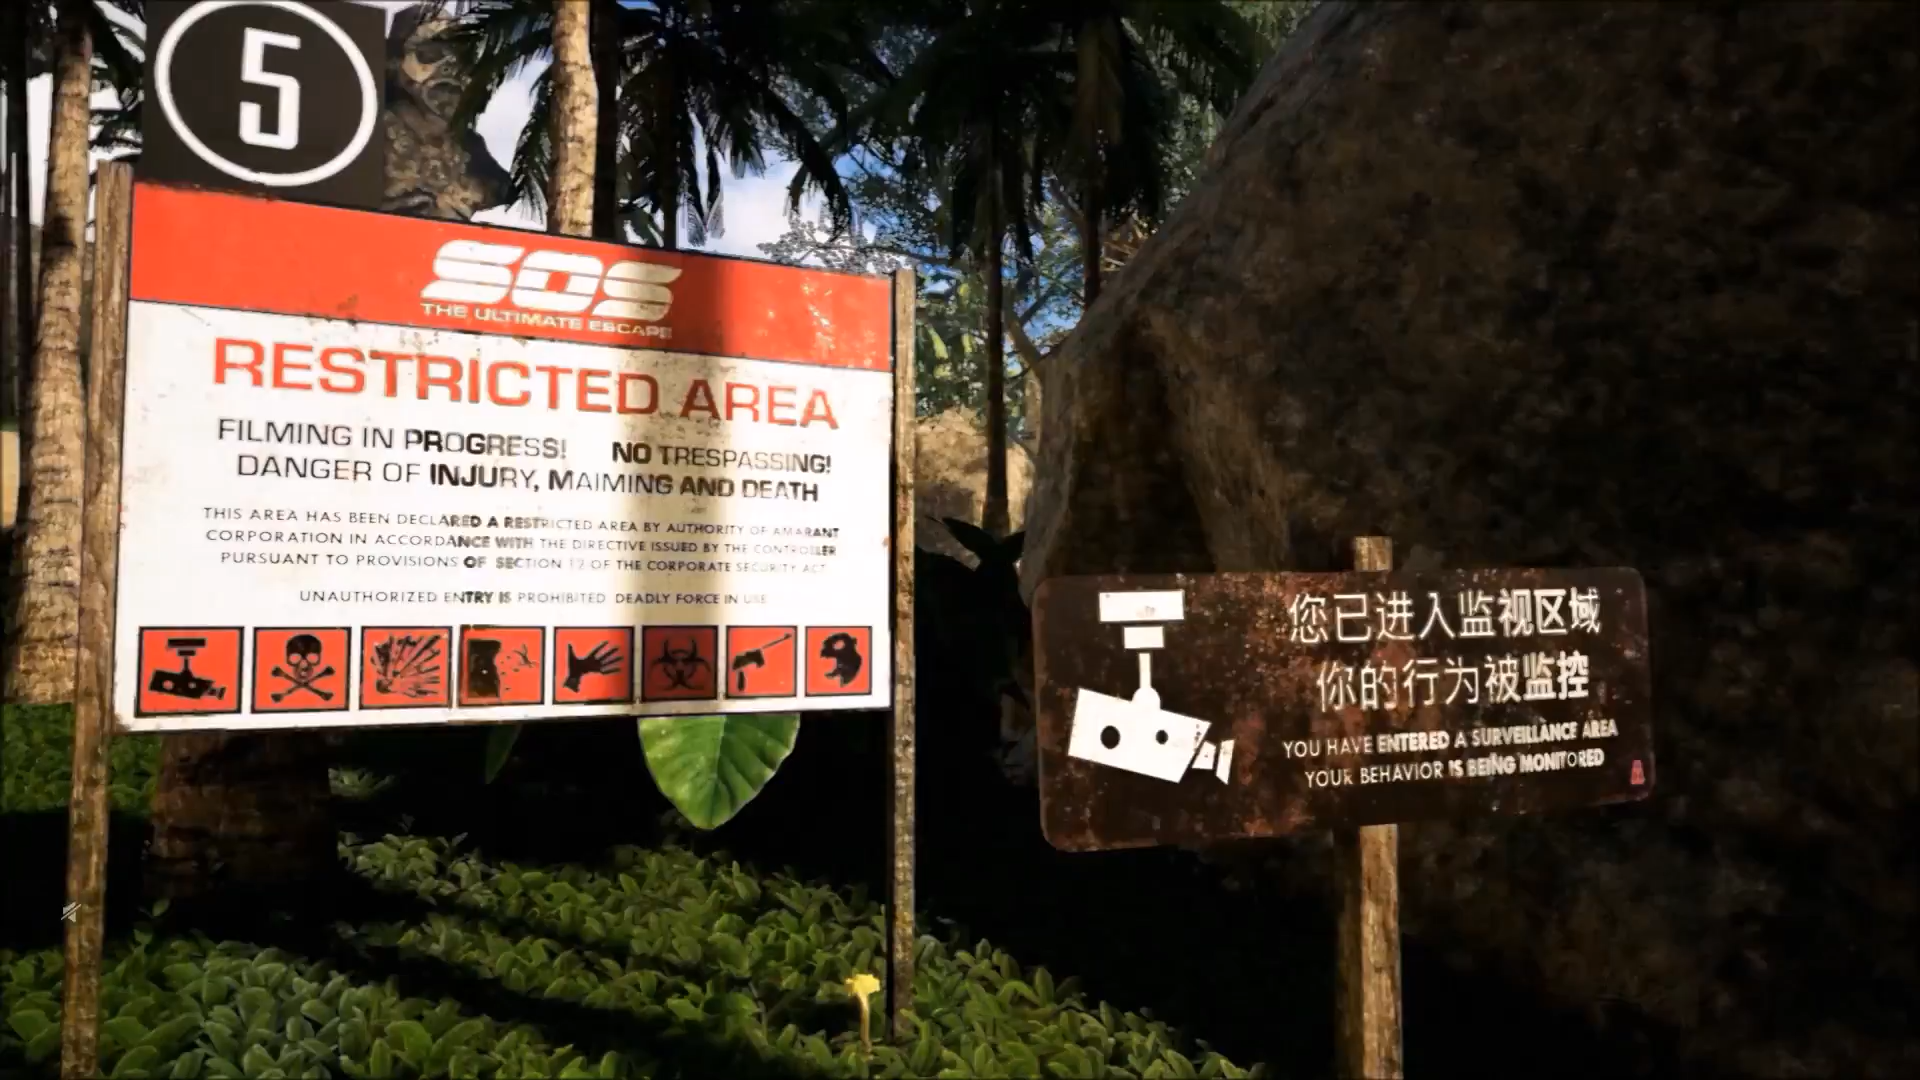 5
SOS
THE ULTIMATE ESCAPE
RESTRICTED AREA
FILMING IN PROGRESS! NO TRESPASSING!
DANGER OF INJURY, MAIMING AND DEATH
THIS AREA HAS BEEN DECLARED A RESTRICTED AREA BY AUTHORITY OF AMARANT
CORPORATION IN ACCORDANCE WITH THE DIRECTIVE ISSUED BY THE CONTROLLER
PURSUANT TO PROVISIONS OF SECTION 12 OF THE CORPORATE SECURITY ACT
UNAUTHORIZED ENTRY IS PROHIBITED DEADLY FORCE IN USE
您已进入监视区域
你的行为被监控
YOU HAVE ENTERED A SURVEILLANCE AREA
YOUR BEHAVIOR IS BEING MONITORED